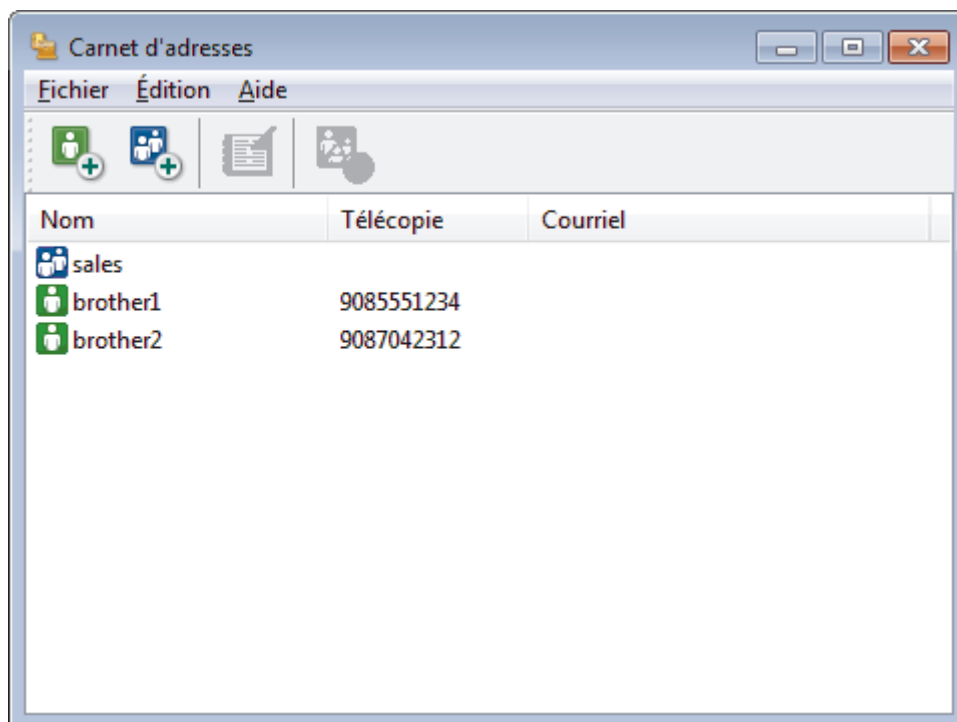 Carnet d'adresses
Fichier Édition Aide
Nom Télécopie Courriel
sales
brother1 9085551234
brother2 9087042312